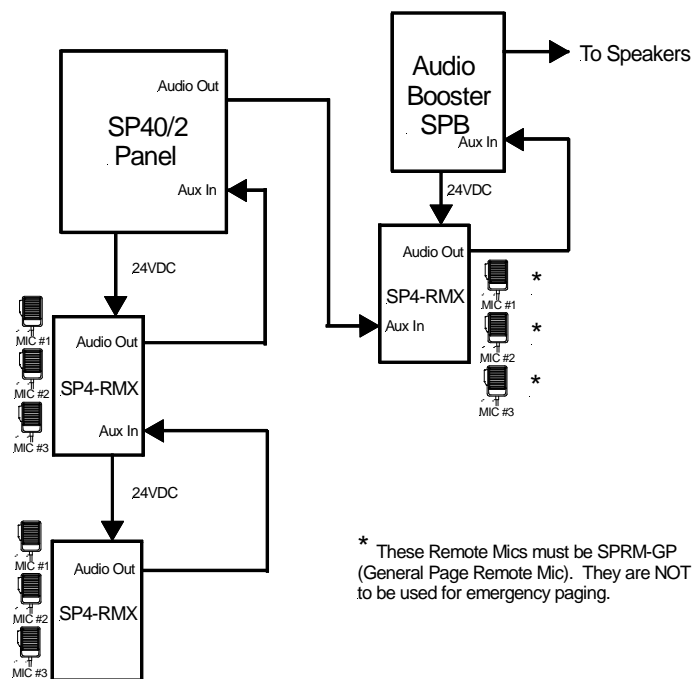 Audio Out
SP40/2
Panel
Aux In
24VDC
MIC #1
MIC #2
MIC #3
Audio Out
SP4-RMX
Aux In
24VDC
MIC #1
MIC #2
MIC #3
Audio Out
SP4-RMX
Audio
Booster
SPB
Aux In
To Speakers
24VDC
Audio Out
SP4-RMX
Aux In
MIC #1
*
MIC #2
*
MIC #3
*
* These Remote Mics must be SPRM-GP
(General Page Remote Mic). They are NOT
to be used for emergency paging.